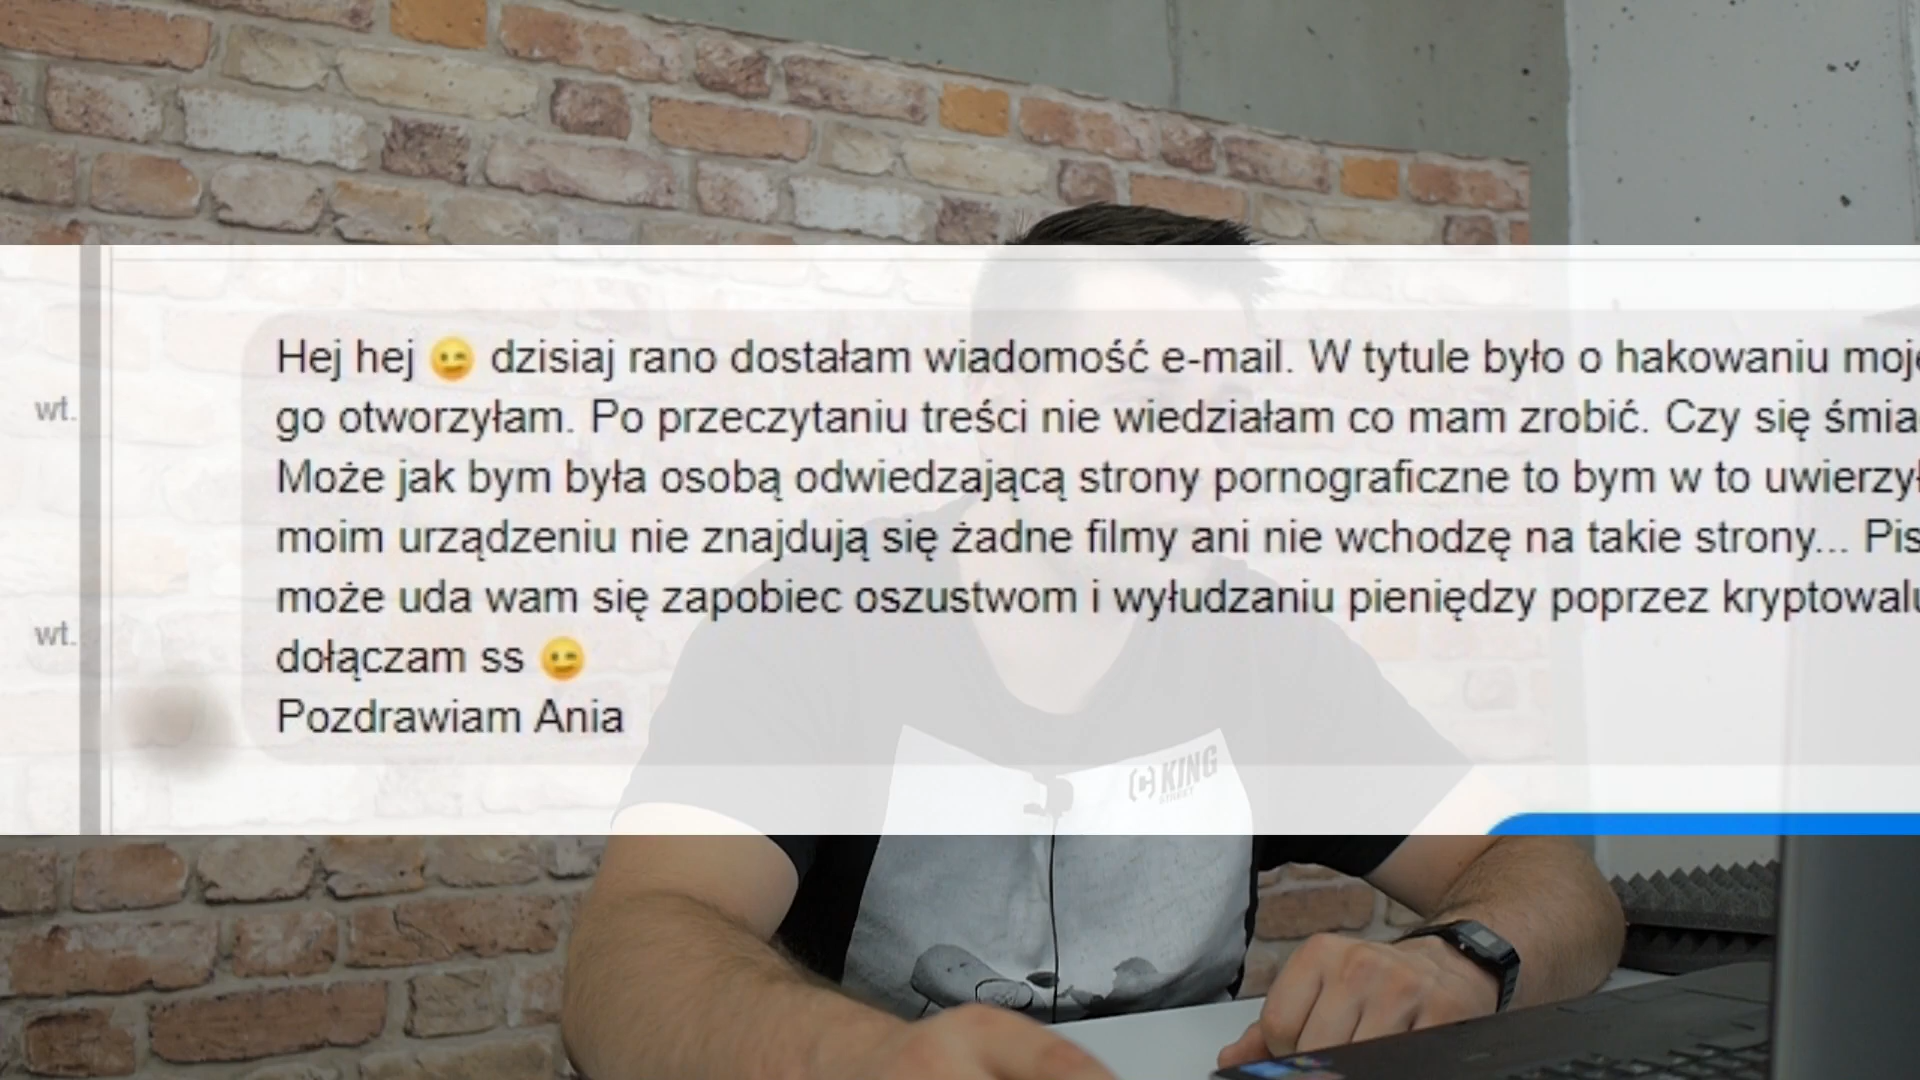 Hej hej 😉 dzisiaj rano dostałam wiadomość e-mail. W tytule było o hakowaniu
wt.
go otworzyłam. Po przeczytaniu treści nie wiedziałam co mam zrobić. Czy się
Może jak bym była osobą odwiedzającą strony pornograficzne to bym w to
moim urządzeniu nie znajdują się żadne filmy ani nie wchodzę na takie strony...
może uda wam się zapobiec oszustwom i wyłudzaniu pieniędzy poprzez
wt.
dołączam ss 😉
Pozdrawiam Ania
(C) KING
STREET